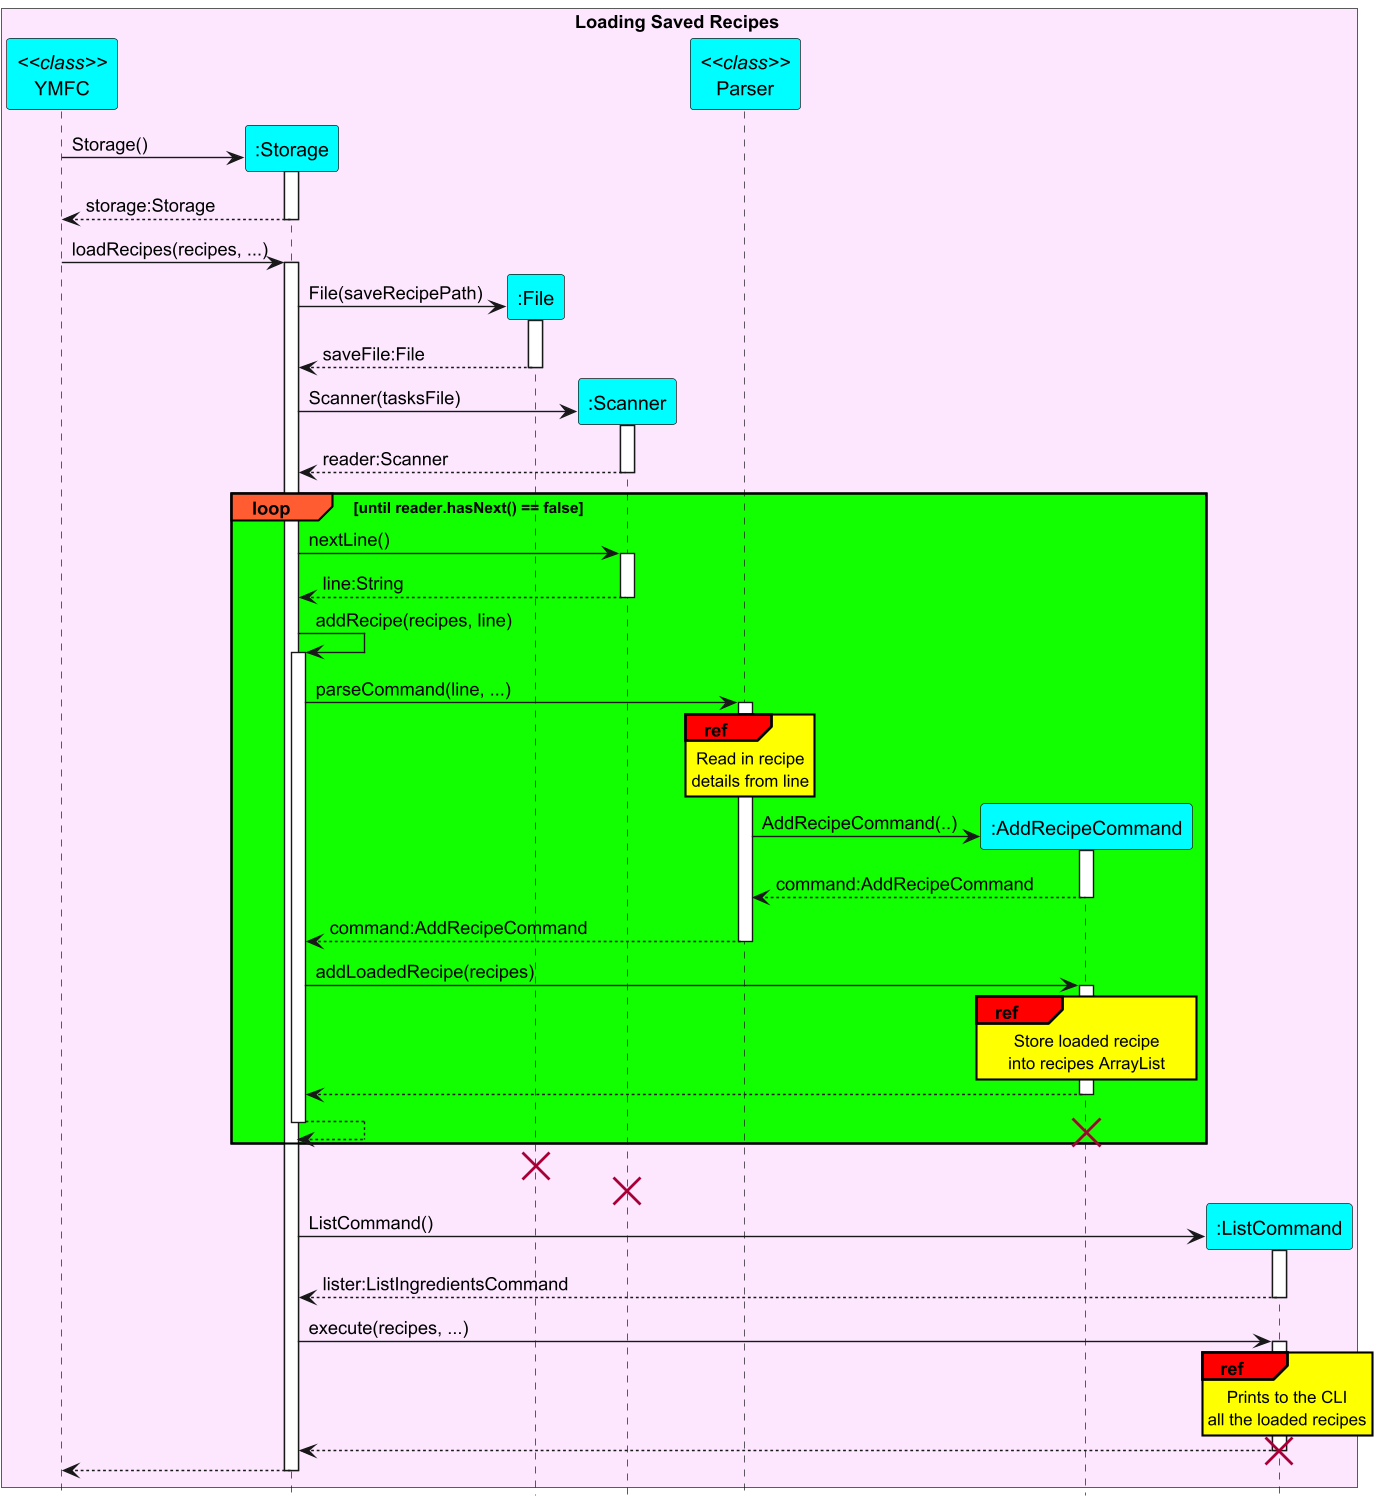 Loading Saved Recipes
<<class>>
YMFC
<<class>>
Parser
Storage()
:Storage
storage:Storage
loadRecipes(recipes, ...)
File(saveRecipePath)
:File
saveFile:File
Scanner(tasksFile)
:Scanner
reader:Scanner
loop
[until reader.hasNext() == false]
nextLine()
line:String
addRecipe(recipes, line)
parseCommand(line, ...)
ref
Read in recipe
details from line
AddRecipeCommand(..)
:AddRecipeCommand
command:AddRecipeCommand
command:AddRecipeCommand
addLoadedRecipe(recipes)
ref
Store loaded recipe
into recipes ArrayList
ListCommand()
:ListCommand
lister:ListIngredientsCommand
execute(recipes, ...)
ref
Prints to the CLI
all the loaded recipes